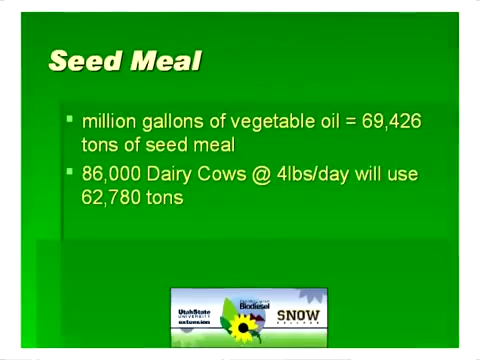 Seed Meal
million gallons of vegetable oil = 69,426
tons of seed meal
86,000 Dairy Cows @ 4lbs/day will use
62,780 tons
UtahState
UNIVERSITY
extension
Biodiesel
SNOW
COLLEGE